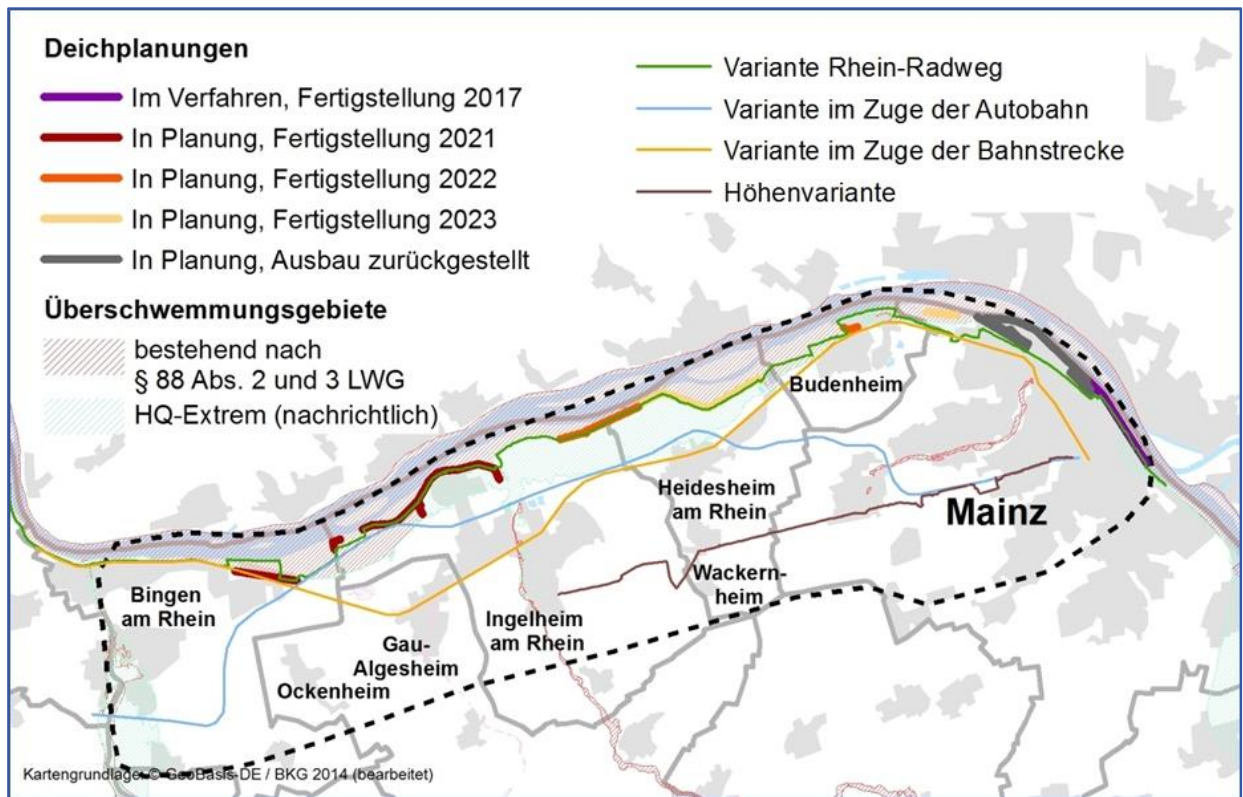 Deichplanungen
Im Verfahren, Fertigstellung 2017
In Planung, Fertigstellung 2021
In Planung, Fertigstellung 2022
In Planung, Fertigstellung 2023
In Planung, Ausbau zurückgestellt
Überschwemmungsgebiete
bestehend nach
§ 88 Abs. 2 und 3 LWG
HQ-Extrem (nachrichtlich)
Variante Rhein-Radweg
Variante im Zuge der Autobahn
Variante im Zuge der Bahnstrecke
Höhenvariante
Budenheim
Heidesheim
am Rhein
Mainz
Wackern-
heim
Bingen
am Rhein
Ingelheim
am Rhein
Gau-
Algesheim
Ockenheim
Kartengrundlage: © GeoBasis-DE / BKG 2014 (bearbeitet)